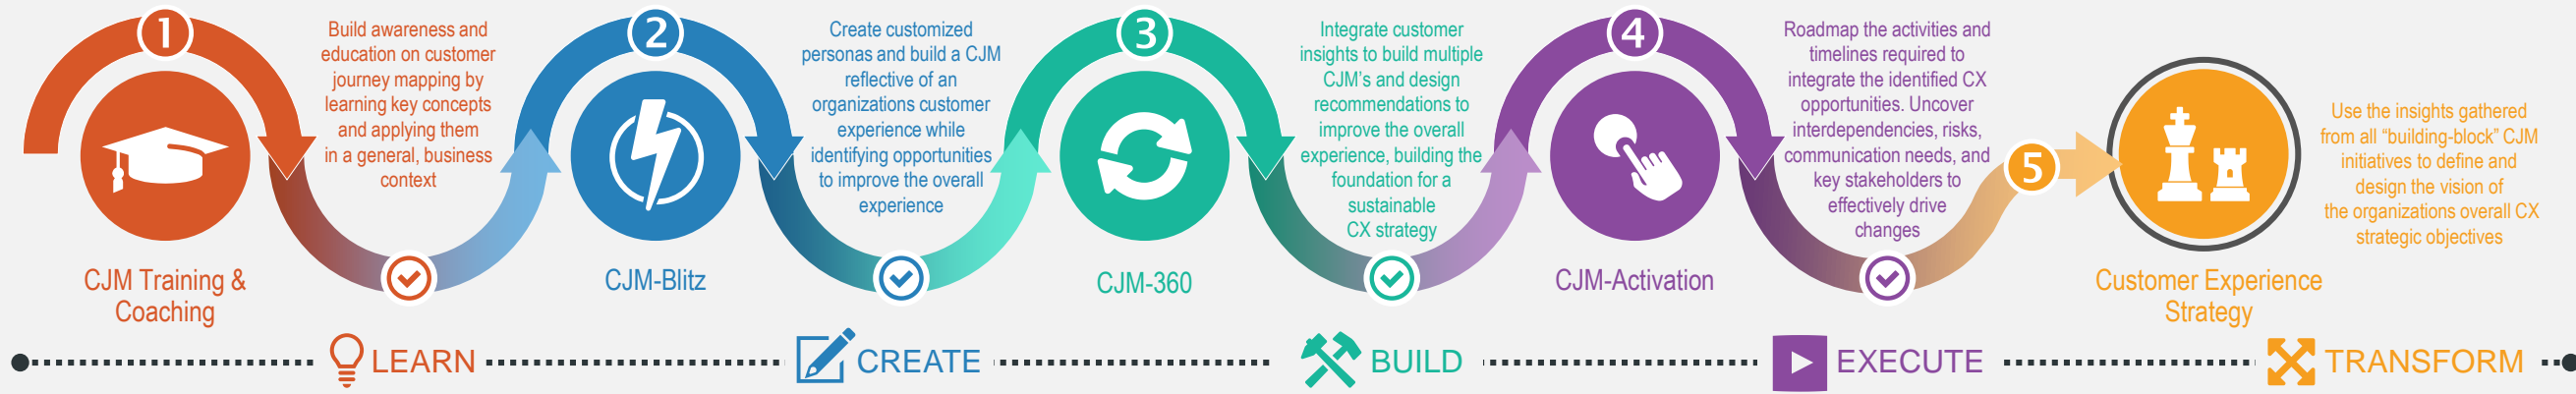 1
CJM Training &
Coaching
Build awareness and
education on customer
journey mapping by
learning key concepts
and applying them
in a general, business
context
2
CJM-Blitz
Create customized
personas and build a CJM
reflective of an
organizations customer
experience while
identifying opportunities
to improve the overall
experience
3
CJM-360
Integrate customer
insights to build multiple
CJM's and design
recommendations to
improve the overall
experience, building the
foundation for a
sustainable
CX strategy
4
CJM-Activation
Roadmap the activities and
timelines required to
integrate the identified CX
opportunities. Uncover
interdependencies, risks,
communication needs, and
key stakeholders to
effectively drive
changes
5
Customer Experience
Strategy
Use the insights gathered
from all “building-block” CJM
initiatives to define and
design the vision of
the organizations overall CX
strategic objectives
LEARN
CREATE
BUILD
EXECUTE
TRANSFORM